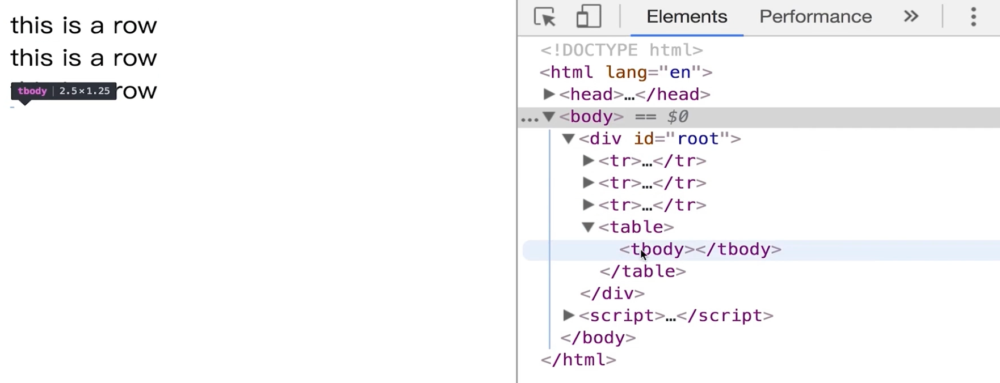 this is a row
this is a row
tbody | 2.5×1.25 row
Elements Performance »
<!DOCTYPE html>
<html lang="en">
▶<head>…</head>
…▼<body> == $0
▼<div id="root">
▶<tr>…</tr>
▶<tr>…</tr>
▶<tr>…</tr>
▼<table>
<tbody></tbody>
</table>
</div>
▶<script>…</script>
</body>
</html>